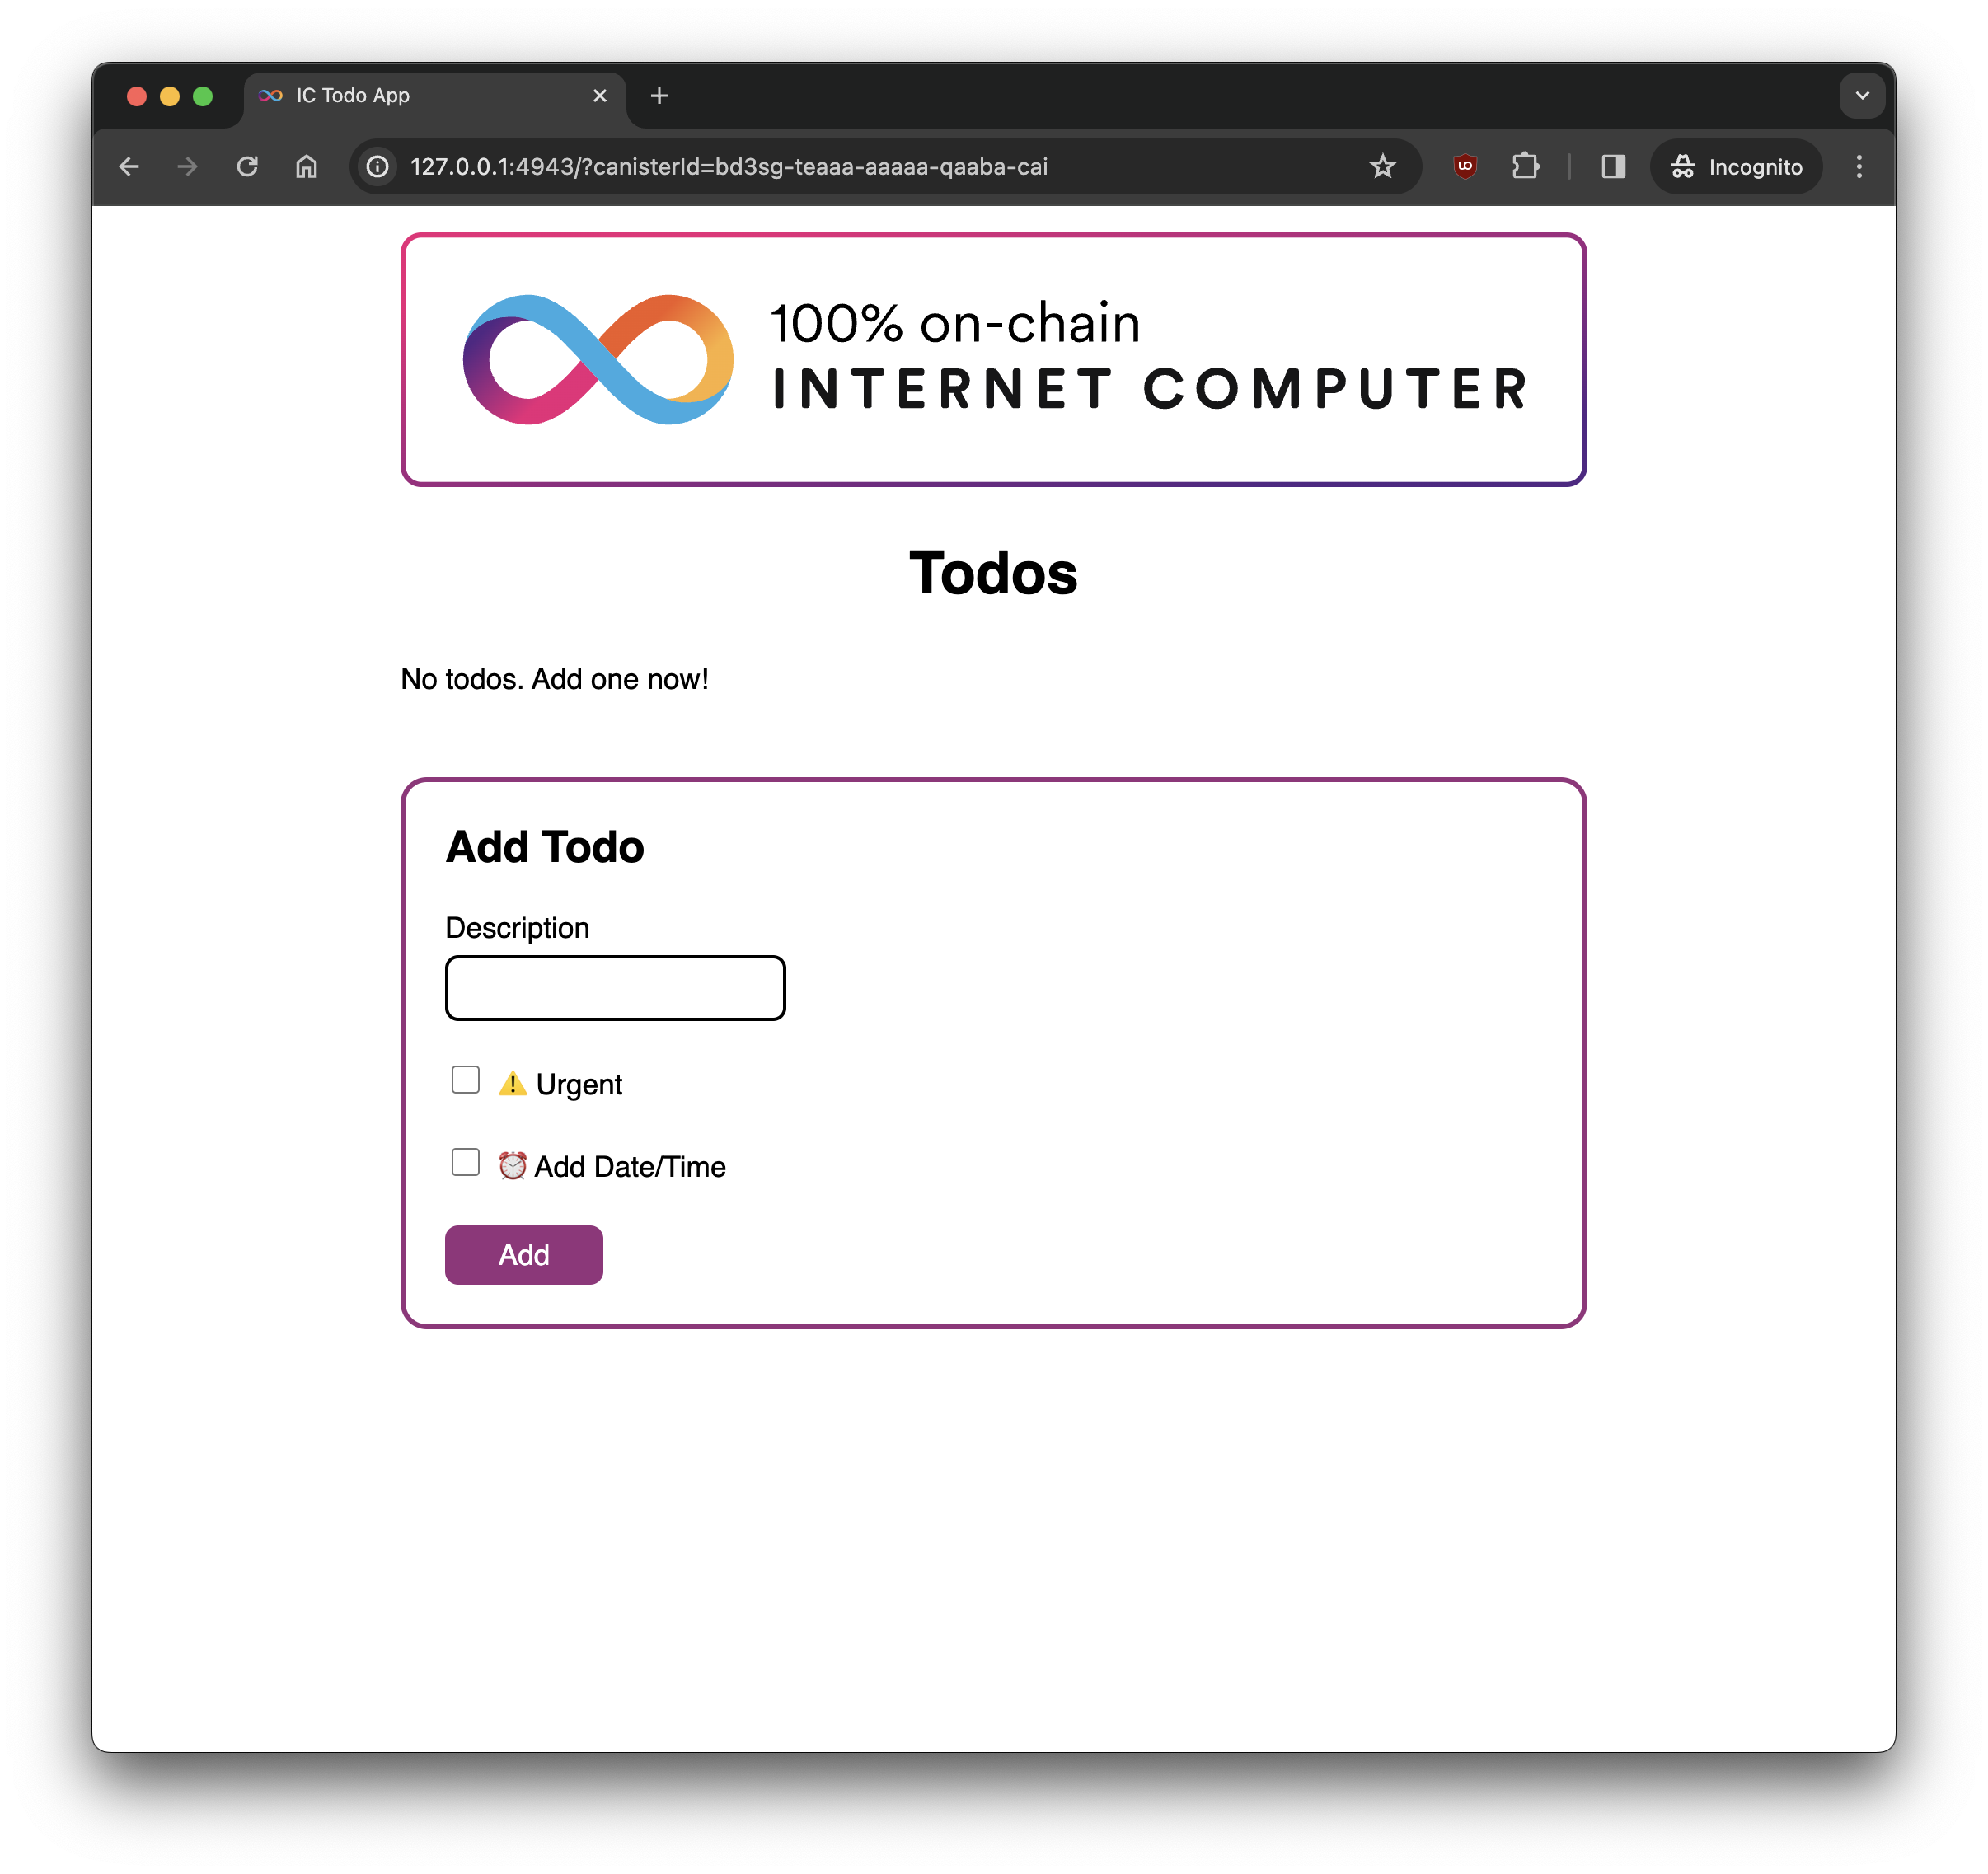 IC Todo App
127.0.0.1:4943/?canisterId=bd3sg-teaaa-aaaaa-qaaba-cai
Incognito
100% on-chain
INTERNET COMPUTER
Todos
No todos. Add one now!
Add Todo
Description
⚠️ Urgent
⏰ Add Date/Time
Add